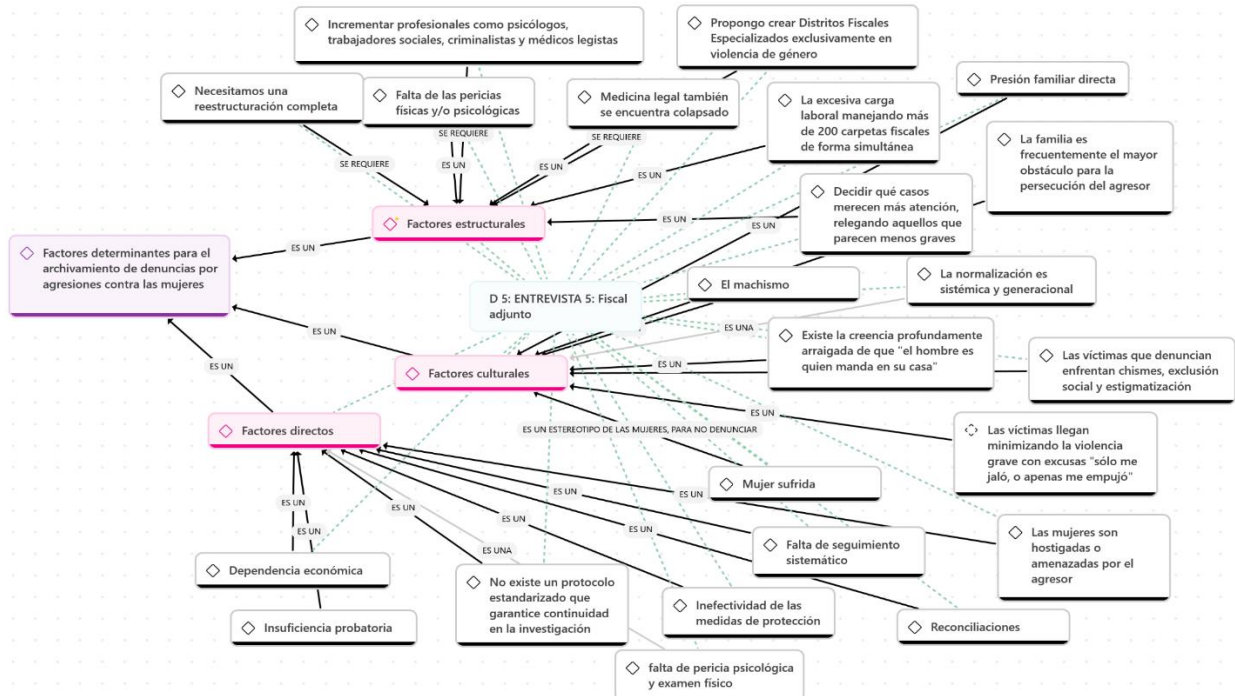 Incrementar profesionales como psicólogos,
trabajadores sociales, criminalistas y médicos legistas
Propongo crear Distritos Fiscales
Especializados exclusivamente en
violencia de género
Necesitamos una
reestructuración completa
Falta de las pericias
físicas y/o psicológicas
Medicina legal también
se encuentra colapsado
La excesiva carga
laboral manejando más
de 200 carpetas fiscales
de forma simultánea
Presión familiar directa
La familia es
frecuentemente el mayor
obstáculo para la
persecución del agresor
SE REQUIERE
SE REQUIERE
SE REQUIERE
ES UN
ES UN
ES UN
Decidir qué casos
merecen más atención,
relegando aquellos que
parecen menos graves
Factores estructurales
ES UN
ES UN
ES UN
Factores determinantes para el
archivamiento de denuncias por
agresiones contra las mujeres
D 5: ENTREVISTA 5: Fiscal
adjunto
El machismo
La normalización es
sistémica y generacional
ES UN
ES UNA
Existe la creencia profundamente
arraigada de que "el hombre es
quien manda en su casa"
ES UN
Las víctimas que denuncian
enfrentan chismes, exclusión
social y estigmatización
Factores culturales
ES UN
Las víctimas llegan
minimizando la violencia
grave con excusas "sólo me
jaló, o apenas me empujó"
Factores directos
ES UN ESTEREOTIPO DE LAS MUJERES, PARA NO DENUNCIAR
Mujer sufrida
ES UN
ES UN
ES UN
ES UN
ES UN
ES UN
ES UN
ES UNA
Las mujeres son
hostigadas o
amenazadas por el
agresor
Falta de seguimiento
sistemático
Dependencia económica
No existe un protocolo
estandarizado que
garantice continuidad
en la investigación
Inefectividad de las
medidas de protección
Reconciliaciones
Insuficiencia probatoria
falta de pericia psicológica
y examen físico